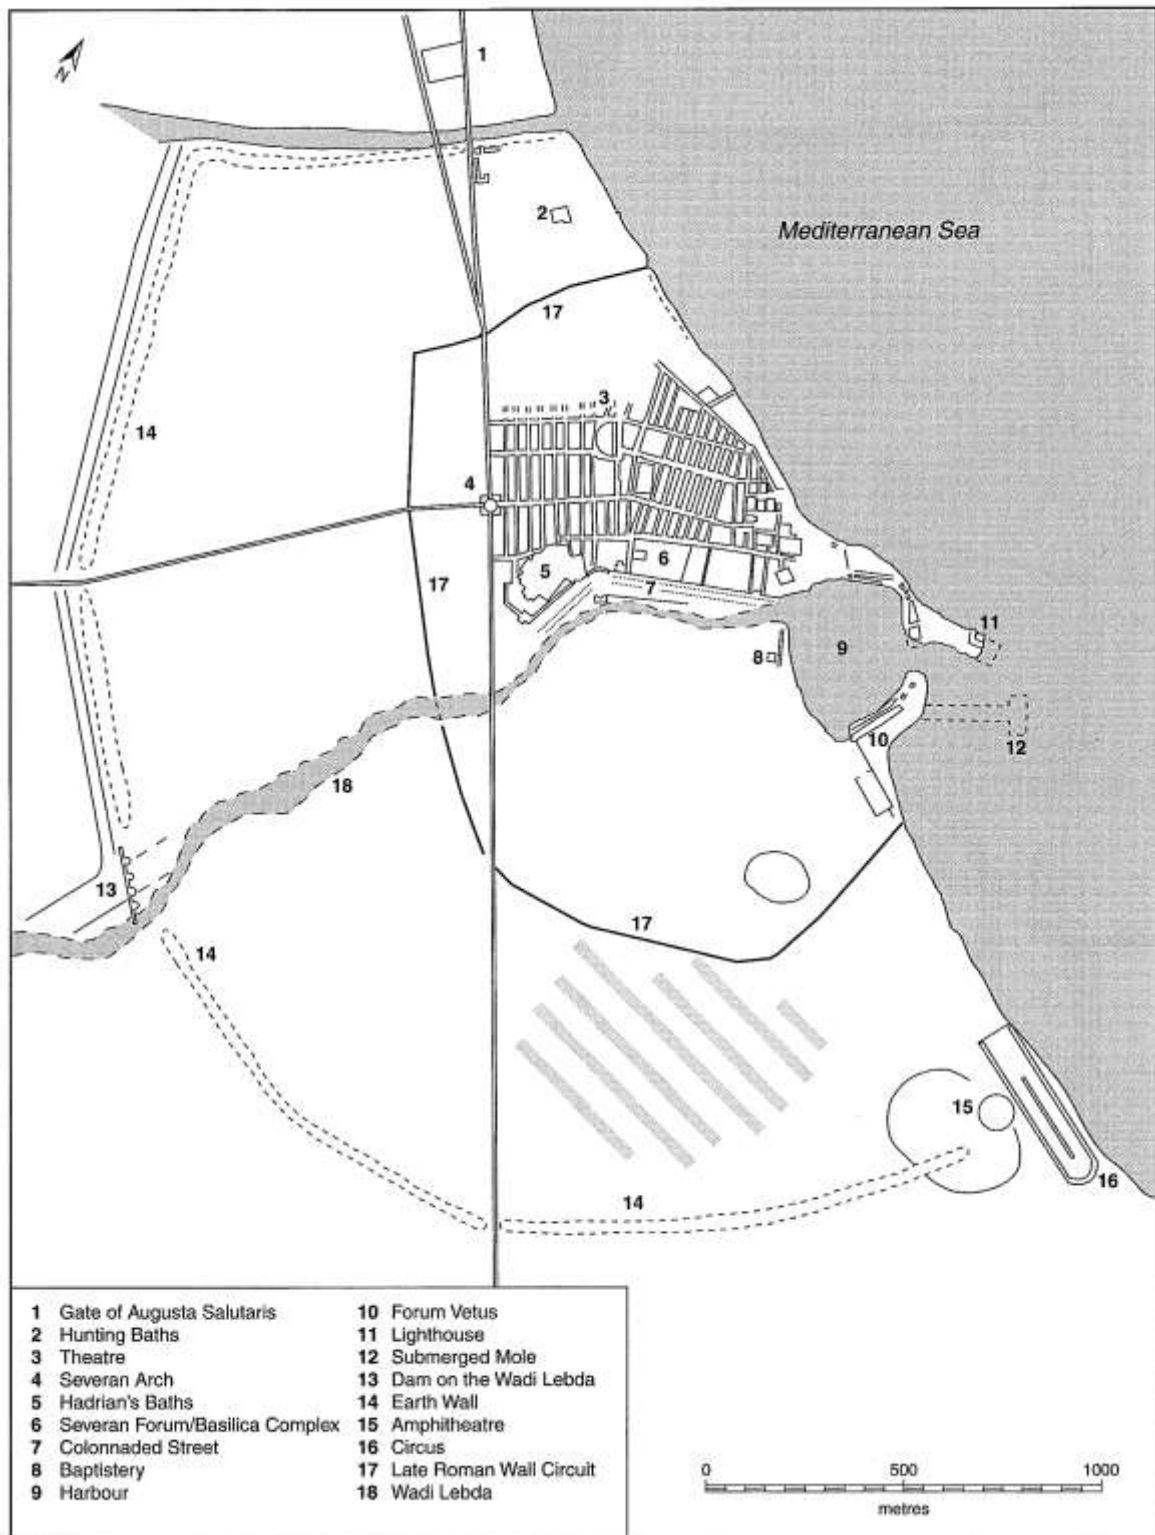 N
1
2
Mediterranean Sea
17
3
14
4
6
5
17
7
11
9
8
10
12
18
13
17
14
15
16
14
1 Gate of Augusta Salutaris
2 Hunting Baths
3 Theatre
4 Severan Arch
5 Hadrian's Baths
6 Severan Forum/Basilica Complex
7 Colonnaded Street
8 Baptistery
9 Harbour
10 Forum Vetus
11 Lighthouse
12 Submerged Mole
13 Dam on the Wadi Lebda
14 Earth Wall
15 Amphitheatre
16 Circus
17 Late Roman Wall Circuit
18 Wadi Lebda
0 500 1000
metres